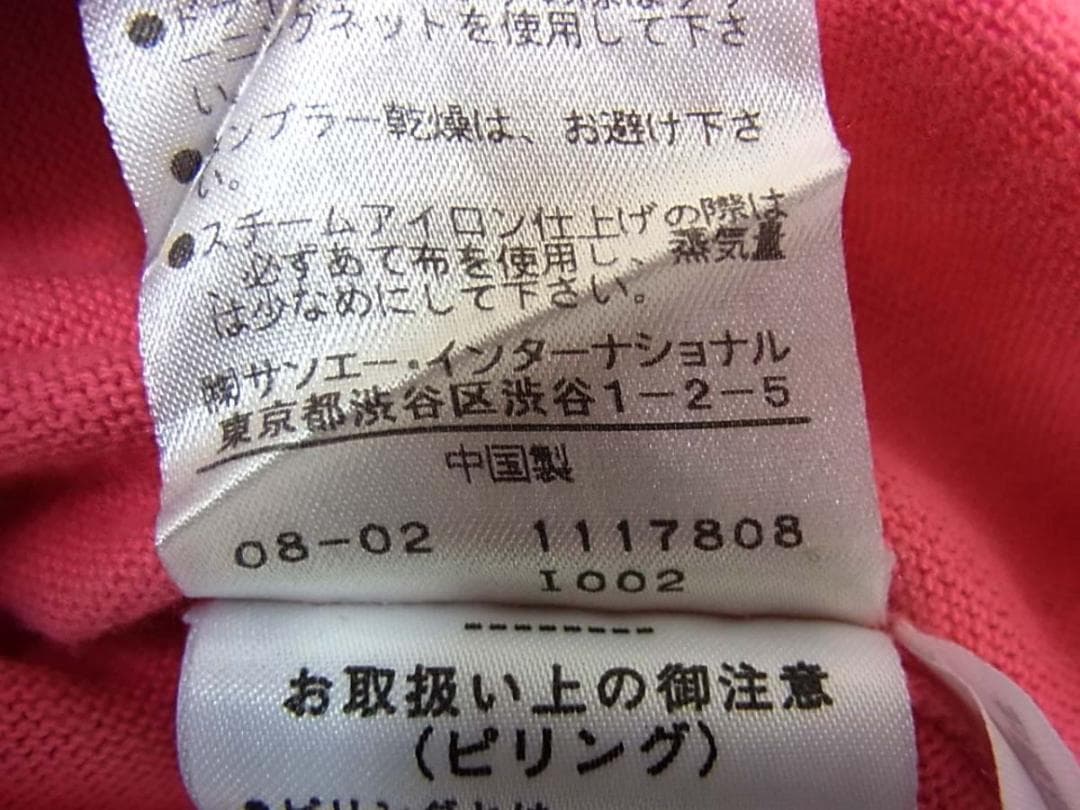 ニングネットを使用して下さ
い。
●タンブラー乾燥は、お避け下さ
い。
●スチームアイロン仕上げの際は
必ずあて布を使用し、蒸気量
は少なめにして下さい。
㈱サンエー・インターナショナル
東京都渋谷区渋谷1-2-5
中国製
08-02 1117808
I002
--------
お取扱い上の御注意
(ピリング)